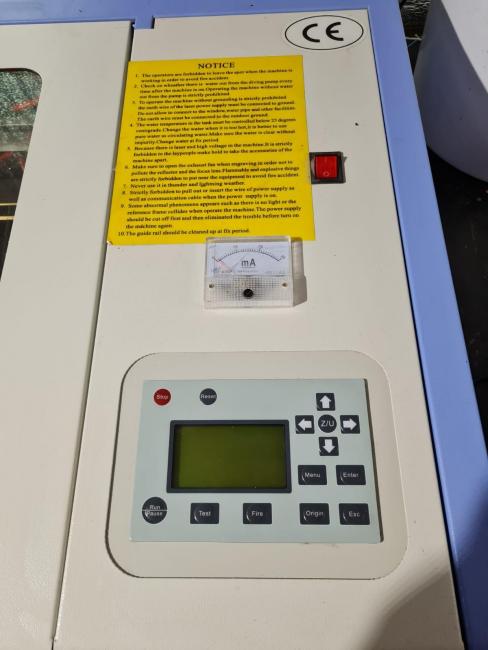 CE
NOTICE
1. The operators are forbidden to leave the spot when the machine is
working in order to avoid fire accident.
2. Check on wheather there is water out from the driving pump every
time after the machine is on.Operating the machine without water
out from the pump is strictly prohibited
3. To operate the machine without grounding is strictly prohibited
the earth wire of the laser power supply must be connected to ground.
Do not allow to connect to the window,water pipe and other facilities.
The earth wire must be connected to the outdoor ground.
4. The water temperature in the tank must be controlled below 25 degrees
centigrade.Change the water when it is too hot,it is better to use
pure water or circulating water.Make sure the water is clear without
impurity.Change water at fix period
5. Because there is laser and high voltage in the machine.It is strictly
forbidden to the laypeople make bold to take the accessories of the
machine apart.
6. Make sure to open the exhaust fan when engraving in order not to
pollute the reflector and the focus lens.Flammable and explosive things
are strictly forbidden to put near the equipment to avoid fire accident
7. Never use it in thunder and lightning weather.
8. Strictly forbidden to pull out or insert the wire of power supply as
well as communication cable when the power supply is on.
9. Some abnormal phenomena appears such as there is no light or the
reference frame collides when operate the machine.The power supply
should be cut off first and then eliminated the trouble before turn on
the machine again.
10.The guide rail should be cleaned up at fix period.
mA
Stop
Reset
Z/U
Menu
Enter
Run
Pause
Test
Fire
Origin
Esc